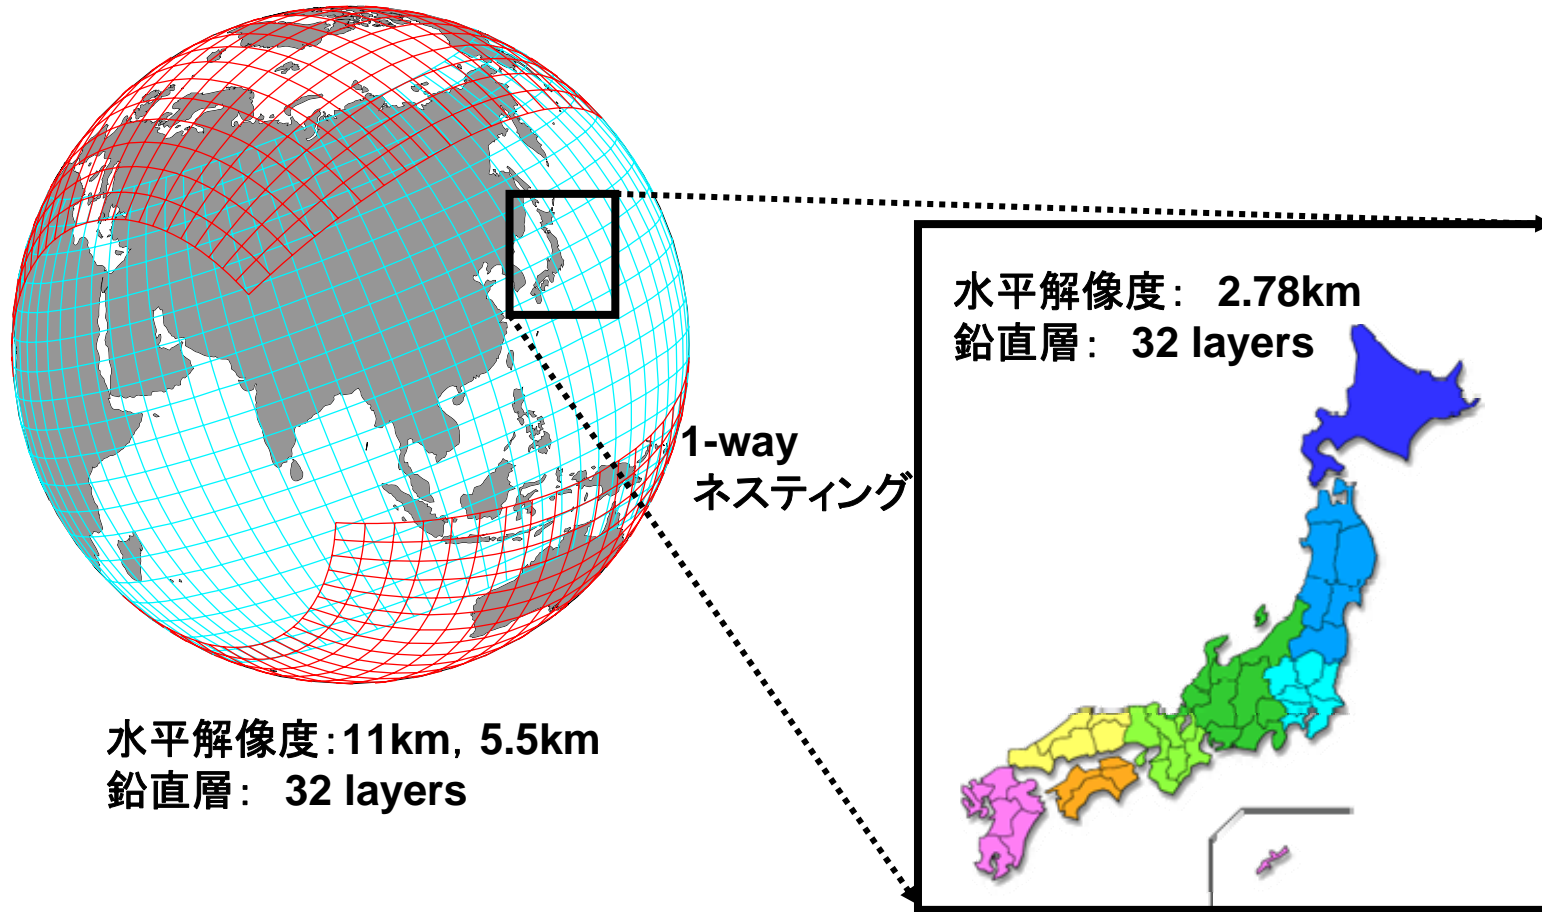 水平解像度： 2.78km
鉛直層： 32 layers
1-way
ネスティング
水平解像度：11km, 5.5km
鉛直層： 32 layers